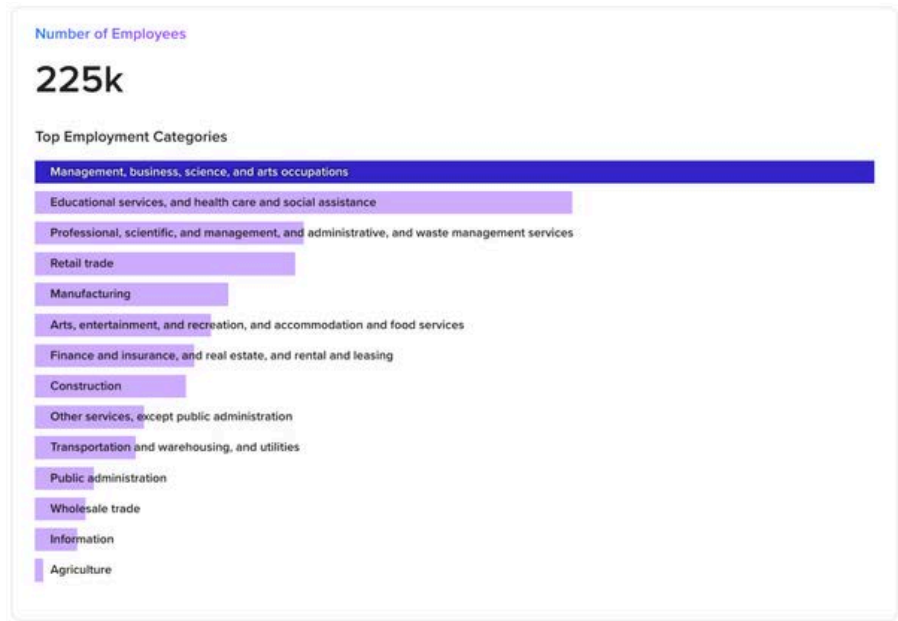 Number of Employees
225k
Top Employment Categories
Management, business, science, and arts occupations
Educational services, and health care and social assistance
Professional, scientific, and management, and administrative, and waste management services
Retail trade
Manufacturing
Arts, entertainment, and recreation, and accommodation and food services
Finance and insurance, and real estate, and rental and leasing
Construction
Other services, except public administration
Transportation and warehousing, and utilities
Public administration
Wholesale trade
Information
Agriculture